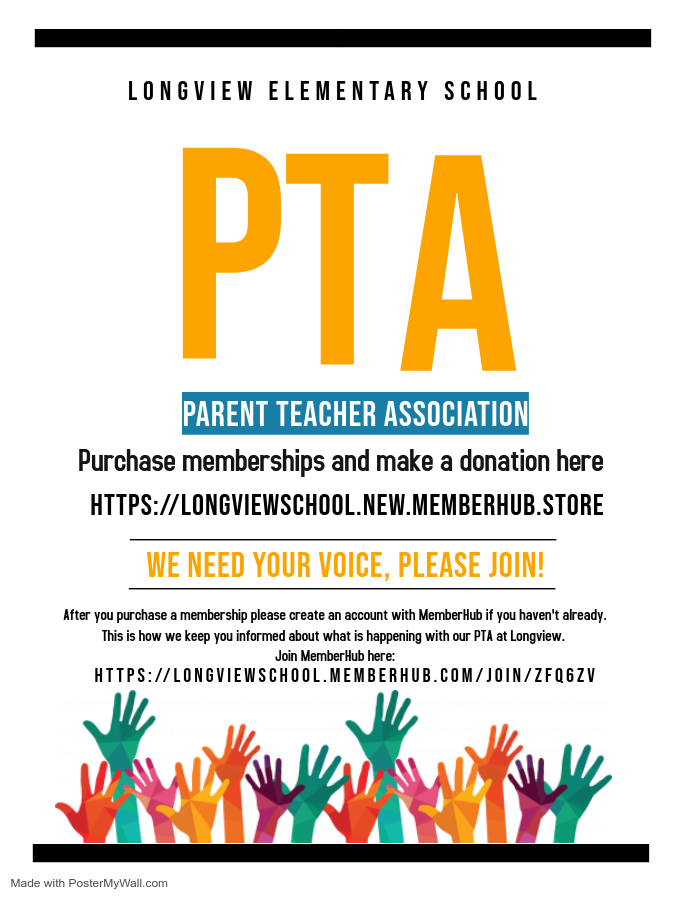 LONGVIEW ELEMENTARY SCHOOL
PTA
PARENT TEACHER ASSOCIATION
Purchase memberships and make a donation here
HTTPS://LONGVIEWSCHOOL.NEW.MEMBERHUB.STORE
WE NEED YOUR VOICE, PLEASE JOIN!
After you purchase a membership please create an account with MemberHub if you haven't already.
This is how we keep you informed about what is happening with our PTA at Longview.
Join MemberHub here:
HTTPS://LONGVIEWSCHOOL.MEMBERHUB.COM/JOIN/ZFQ6ZV
Made with PosterMyWall.com